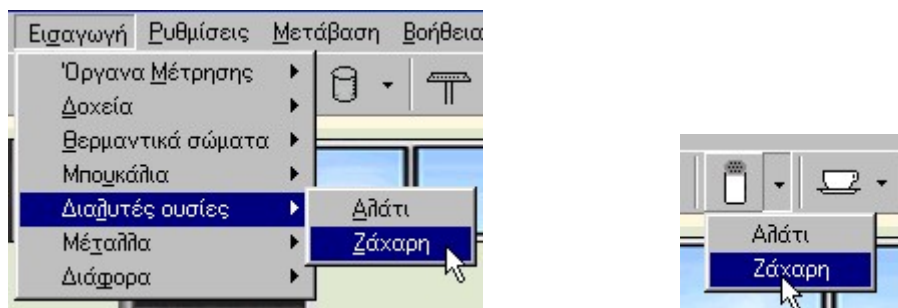 Εισαγωγή Ρυθμίσεις Μετάβαση Βοήθεια
Όργανα Μέτρησης
Δοχεία
Θερμαντικά σώματα
Μπουκάλια
Διαλυτές ουσίες
Μέταλλα
Διάφορα
Αλάτι
Ζάχαρη
Αλάτι
Ζάχαρη